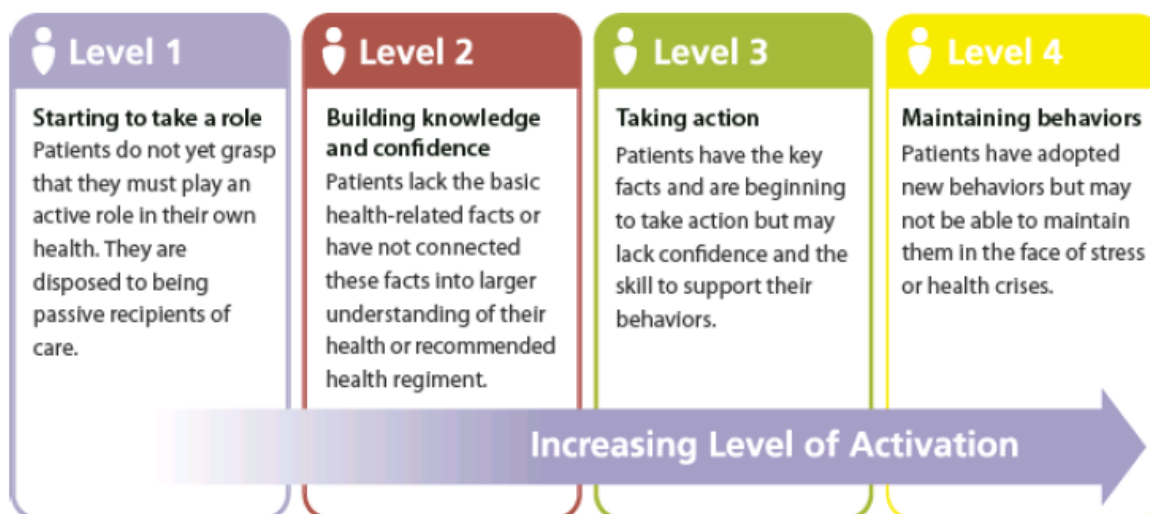 Level 1
Starting to take a role
Patients do not yet grasp
that they must play an
active role in their own
health. They are
disposed to being
passive recipients of
care.
Level 2
Building knowledge
and confidence
Patients lack the basic
health-related facts or
have not connected
these facts into larger
understanding of their
health or recommended
health regiment.
Level 3
Taking action
Patients have the key
facts and are beginning
to take action but may
lack confidence and the
skill to support their
behaviors.
Level 4
Maintaining behaviors
Patients have adopted
new behaviors but may
not be able to maintain
them in the face of stress
or health crises.
Increasing Level of Activation